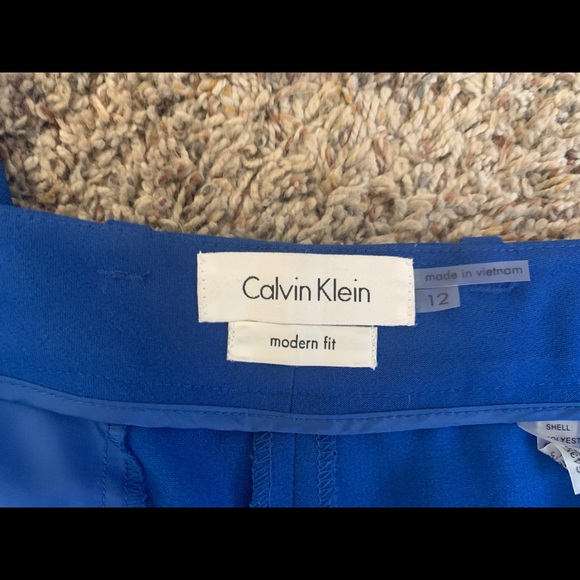 Calvin Klein
modern fit
made in vietnam
12
SHELL: